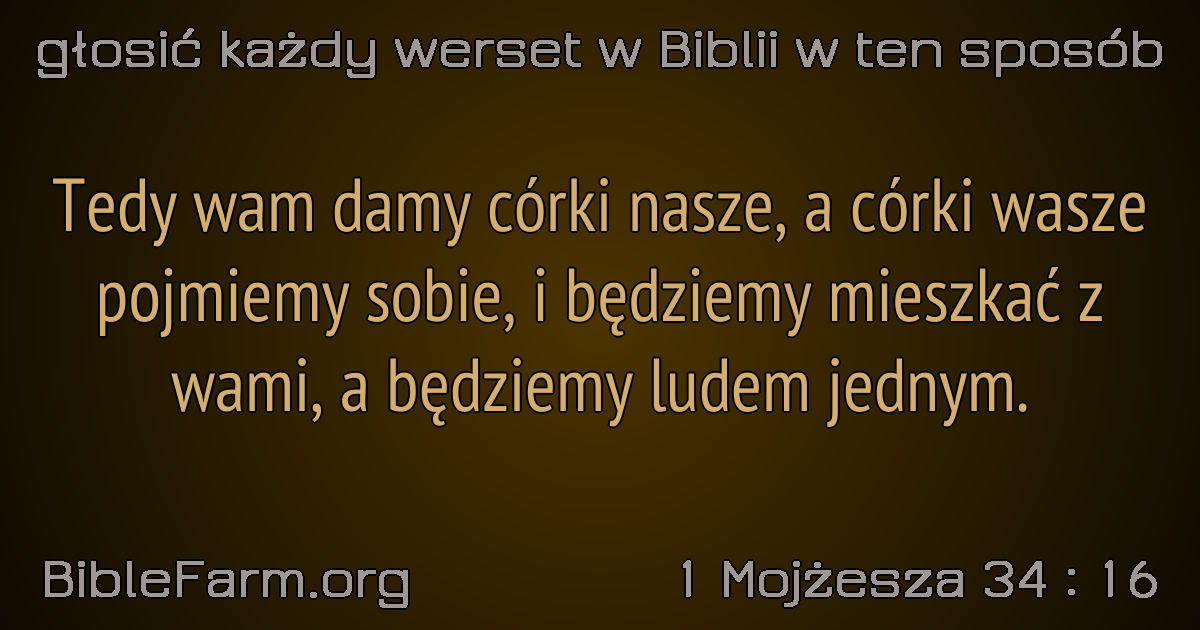 głosić każdy werset w Biblii w ten sposób
Tedy wam damy córki nasze, a córki wasze
pojmiemy sobie, i będziemy mieszkać z
wami, a będziemy ludem jednym.
BibleFarm.org
1 Mojżesza 34 : 16